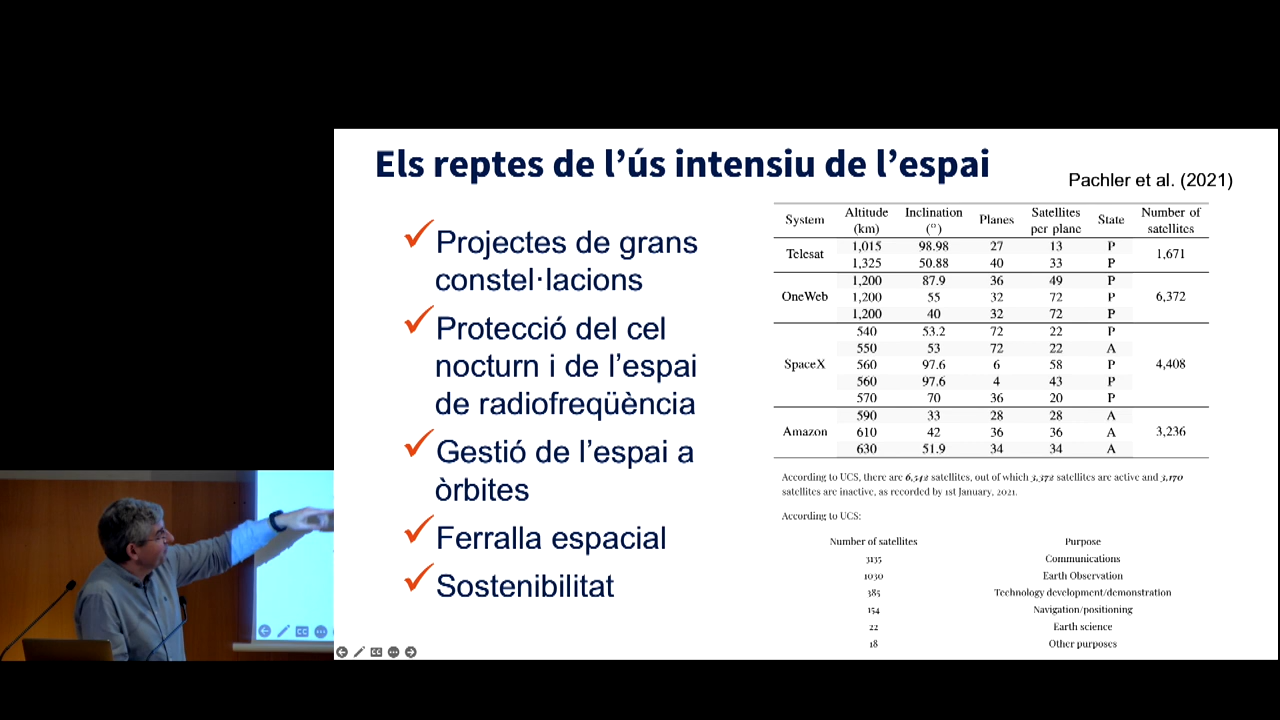 Els reptes de l’ús intensiu de l’espai
Pachler et al. (2021)
Projectes de grans
constel·lacions
Protecció del cel
nocturn i de l’espai
de radiofreqüència
Gestió de l’espai a
òrbites
Ferralla espacial
Sostenibilitat
System Altitude (km) Inclination (°) Planes Satellites per plane State Number of satellites
Telesat 1,015 98.98 27 13 P 1,671
1,325 50.88 40 33 P
OneWeb 1,200 87.9 36 49 P 6,372
1,200 55 32 72 P
1,200 40 32 72 P
SpaceX 540 53.2 72 22 P 4,408
550 53 72 22 A
560 97.6 6 58 P
560 97.6 4 43 P
570 70 36 20 P
Amazon 590 33 28 28 A 3,236
610 42 36 36 A
630 51.9 34 34 A
According to UCS, there are 6,542 satellites, out of which 3,372 satellites are active and 3,170
satellites are inactive, as recorded by 1st January, 2021.
According to UCS:
Number of satellites Purpose
3135 Communications
1030 Earth Observation
385 Technology development/demonstration
154 Navigation/positioning
22 Earth science
18 Other purposes